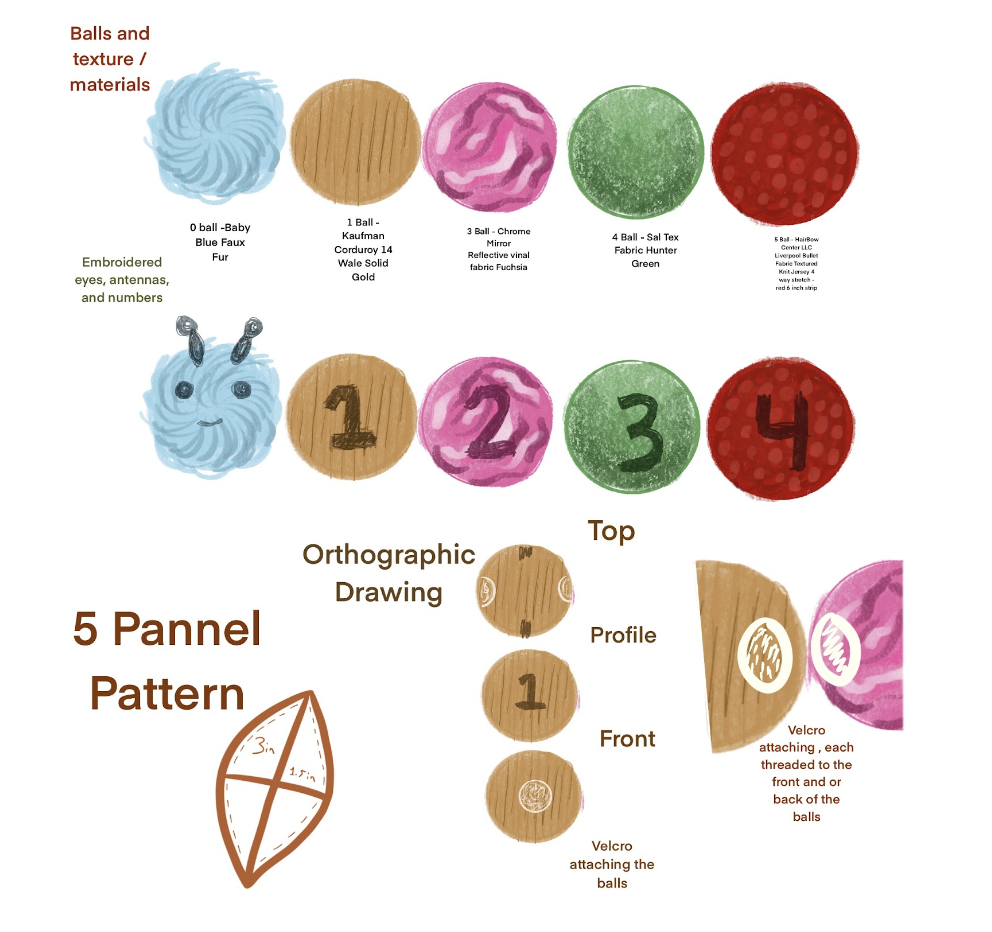 Balls and
texture /
materials
0 ball -Baby
Blue Faux
Fur
1 Ball -
Kaufman
Corduroy 14
Wale Solid
Gold
3 Ball - Chrome
Mirror
Reflective vinal
fabric Fuchsia
4 Ball - Sal Tex
Fabric Hunter
Green
5 Ball - HairBow
Center LLC
Liverpool Bullet
Fabric Textured
Knit Jersey 4
way stretch -
red 6 inch strip
Embroidered
eyes, antennas,
and numbers
1
2
3
4
Orthographic
Drawing
Top
Profile
1
Front
Velcro
attaching the
balls
Velcro
attaching , each
threaded to the
front and or
back of the
balls
5 Pannel
Pattern
3in
1.5in